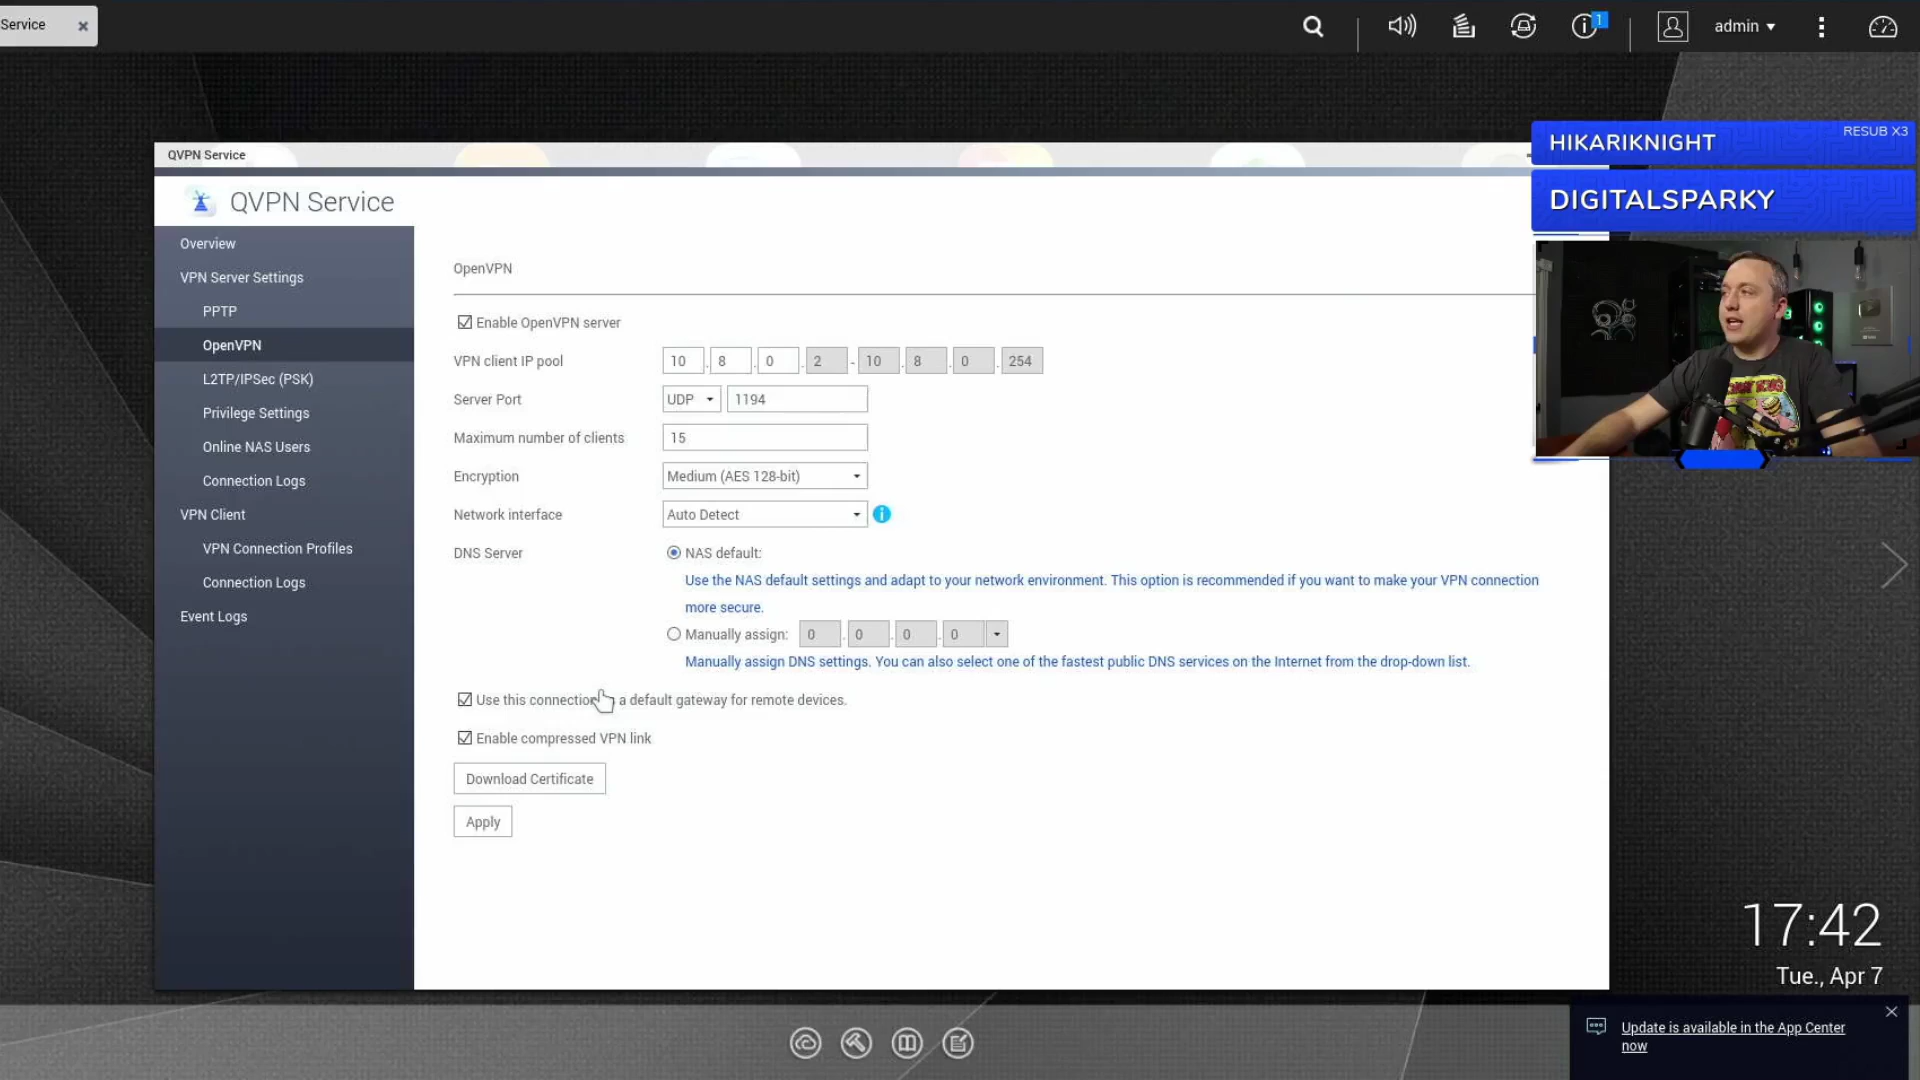 Service
1
admin
QVPN Service
RESUB X3
HIKARIKNIGHT
DIGITALSPARKY
QVPN Service
Overview
VPN Server Settings
PPTP
OpenVPN
L2TP/IPSec (PSK)
Privilege Settings
Online NAS Users
Connection Logs
VPN Client
VPN Connection Profiles
Connection Logs
Event Logs
OpenVPN
Enable OpenVPN server
VPN client IP pool 10 . 8 . 0 . 2 - 10 . 8 . 0 . 254
Server Port UDP 1194
Maximum number of clients 15
Encryption Medium (AES 128-bit)
Network interface Auto Detect
DNS Server NAS default:
Use the NAS default settings and adapt to your network environment. This option is recommended if you want to make your VPN connection
more secure.
Manually assign: 0 . 0 . 0 . 0
Manually assign DNS settings. You can also select one of the fastest public DNS services on the Internet from the drop-down list.
Use this connection a default gateway for remote devices.
Enable compressed VPN link
Download Certificate
Apply
17:42
Tue., Apr 7
Update is available in the App Center
now